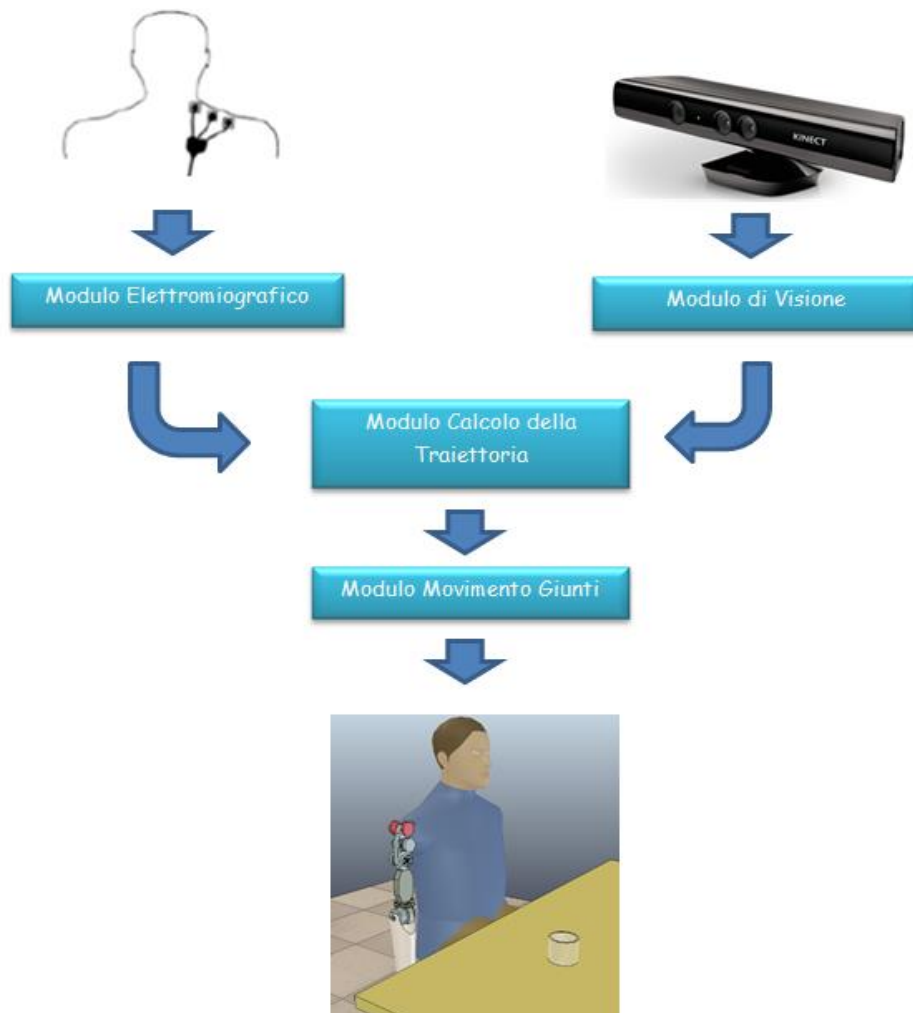 KINECT
Modulo Elettromiografico
Modulo di Visione
Modulo Calcolo della
Traiettoria
Modulo Movimento Giunti